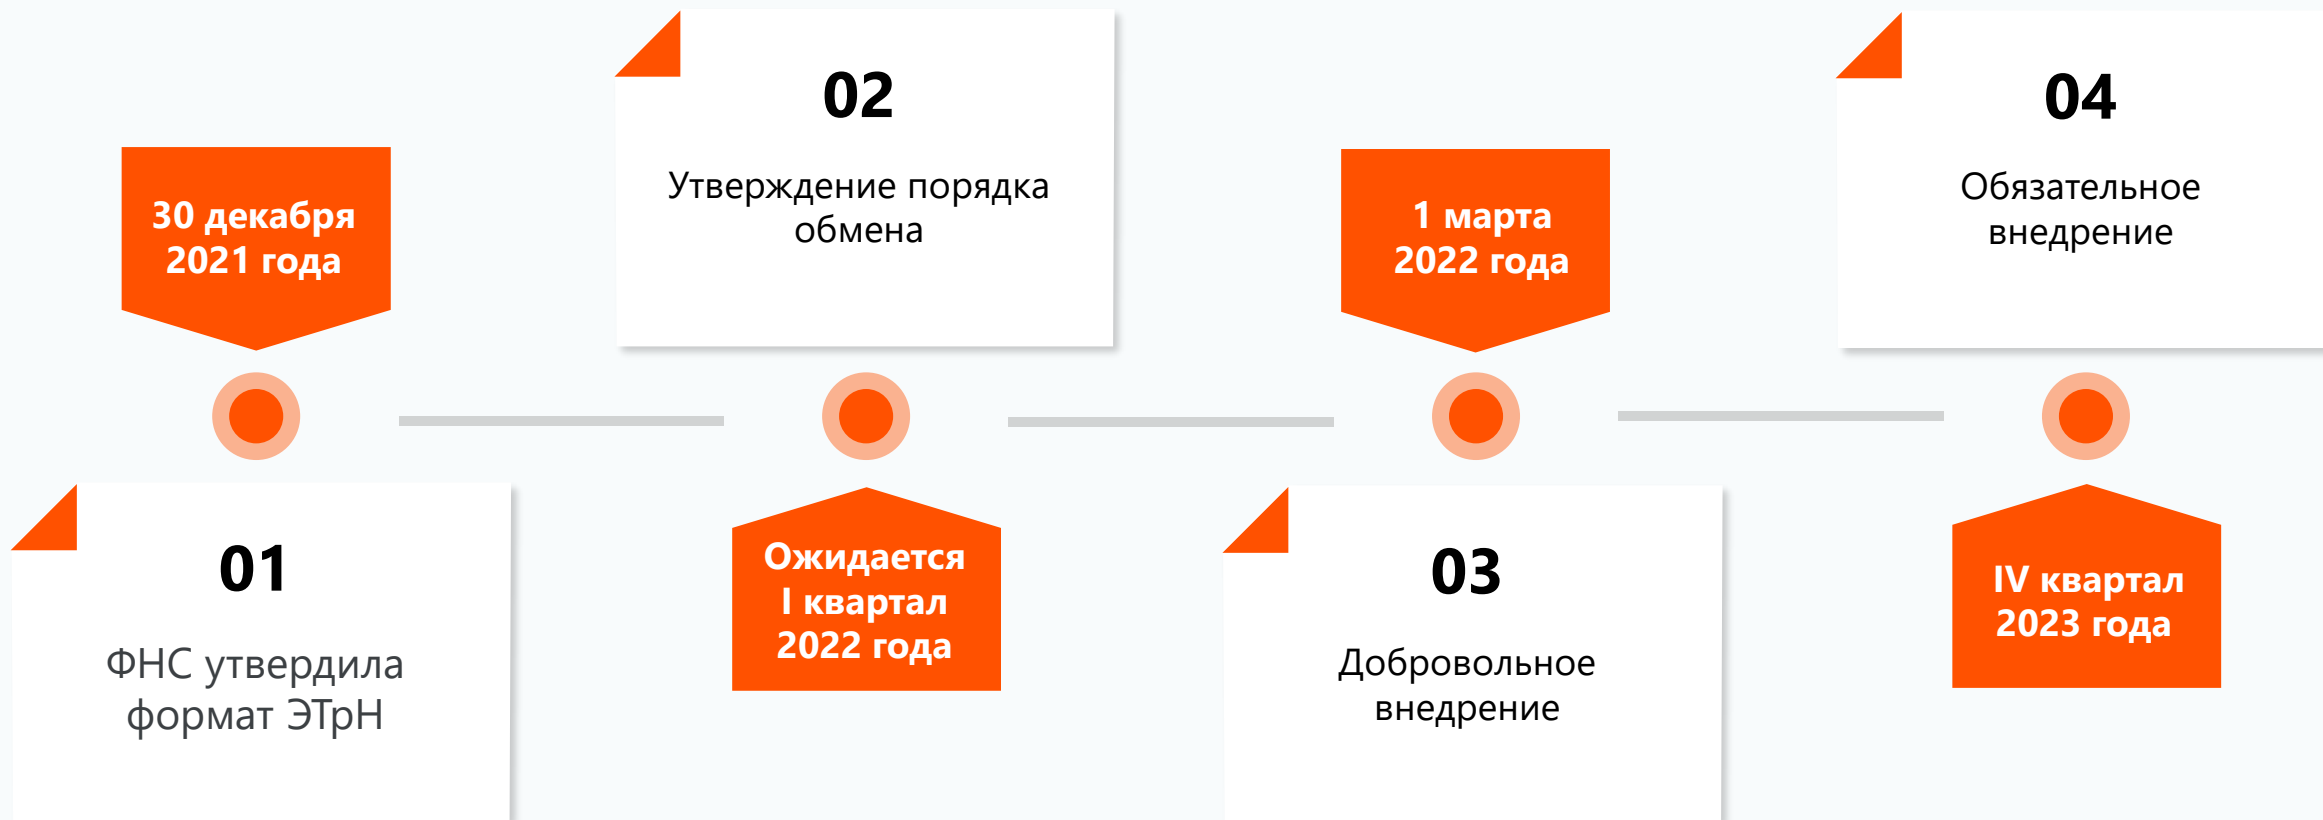 30 декабря
2021 года
01
ФНС утвердила
формат ЭТрН
02
Утверждение порядка
обмена
Ожидается
I квартал
2022 года
1 марта
2022 года
03
Добровольное
внедрение
04
Обязательное
внедрение
IV квартал
2023 года